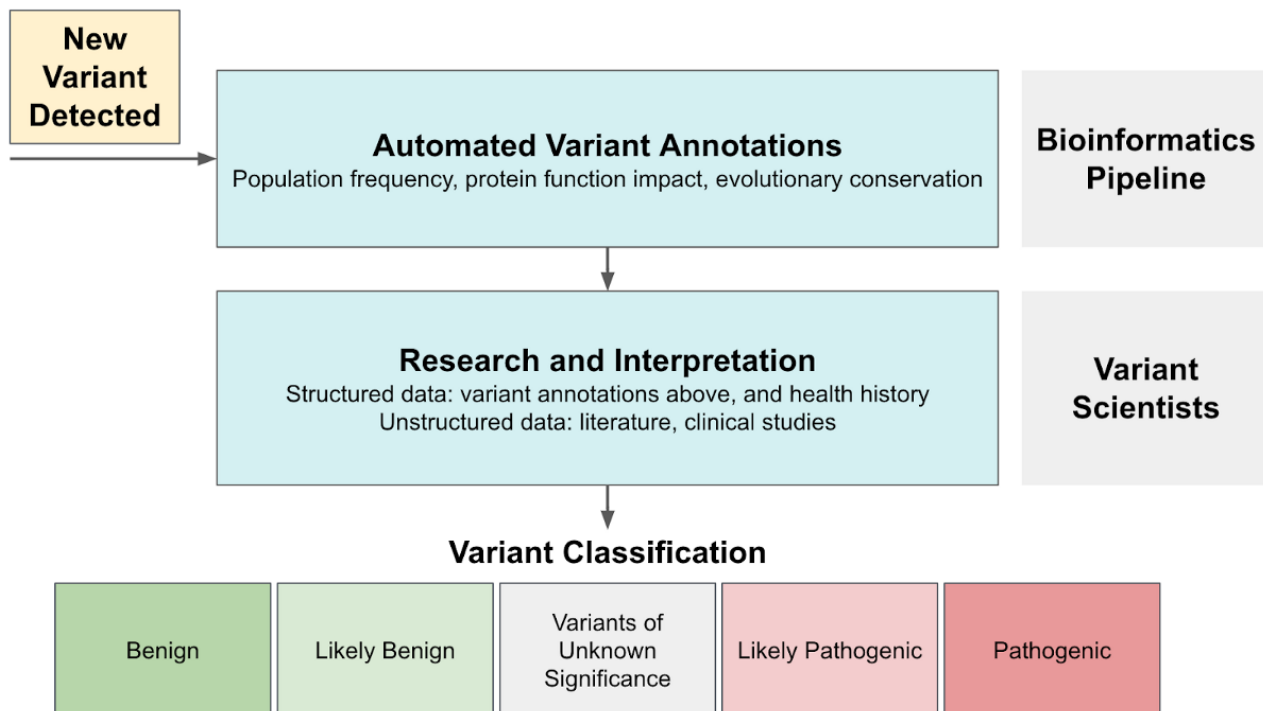 New
Variant
Detected
Automated Variant Annotations
Population frequency, protein function impact, evolutionary conservation
Bioinformatics
Pipeline
Research and Interpretation
Structured data: variant annotations above, and health history
Unstructured data: literature, clinical studies
Variant
Scientists
Variant Classification
Benign
Likely Benign
Variants of
Unknown
Significance
Likely Pathogenic
Pathogenic